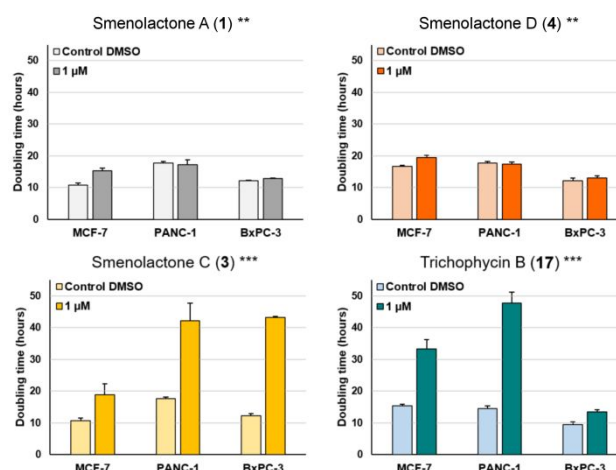 Smenolactone A (1) **
Doubling time (hours)
50
40
30
20
10
0
Control DMSO
1 µM
MCF-7 PANC-1 BxPC-3
Smenolactone D (4) **
Doubling time (hours)
50
40
30
20
10
0
Control DMSO
1 µM
MCF-7 PANC-1 BxPC-3
Smenolactone C (3) ***
Doubling time (hours)
50
40
30
20
10
0
Control DMSO
1 µM
MCF-7 PANC-1 BxPC-3
Trichophycin B (17) ***
Doubling time (hours)
50
40
30
20
10
0
Control DMSO
1 µM
MCF-7 PANC-1 BxPC-3